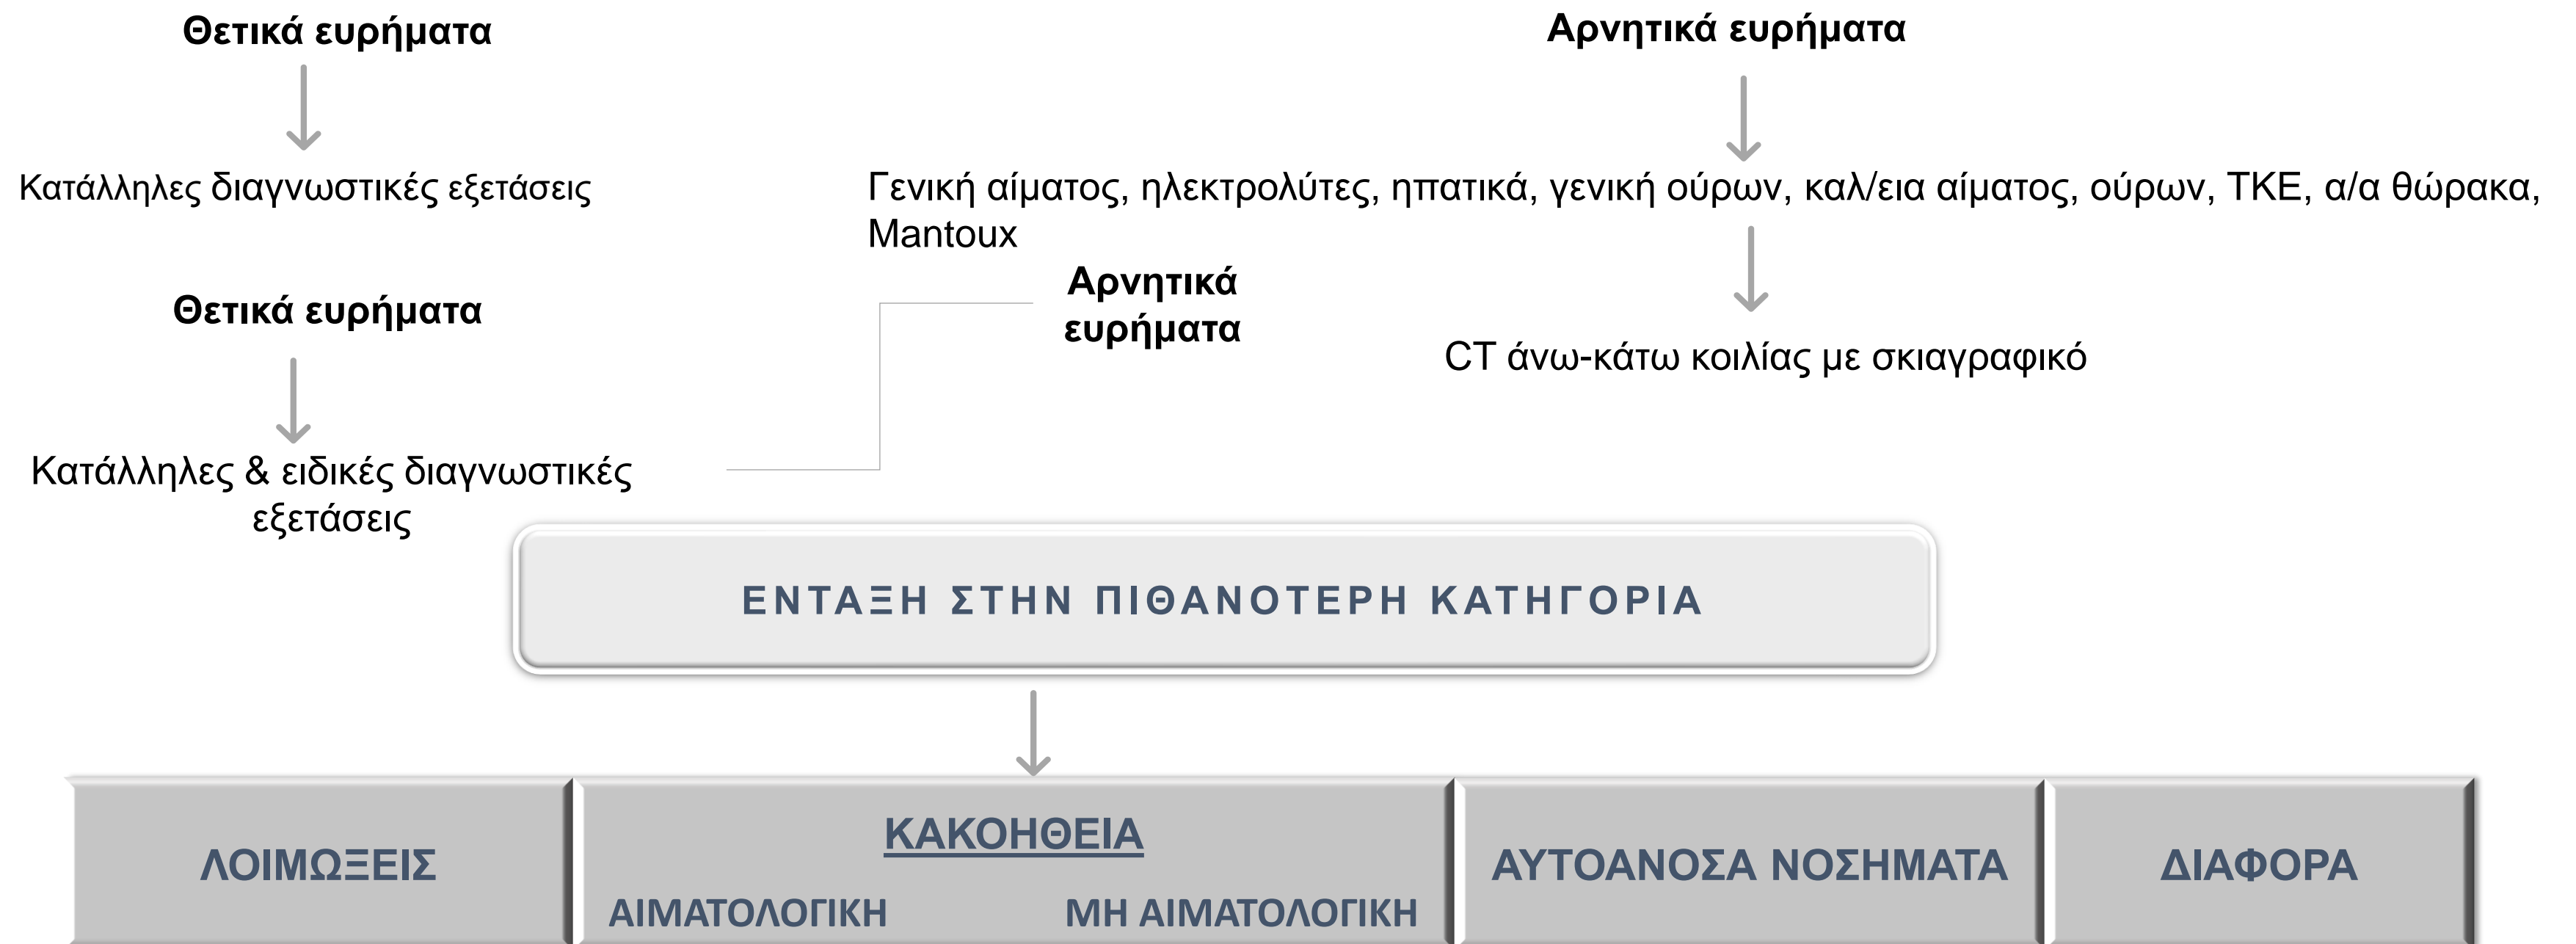 Θετικά ευρήματα
Αρνητικά ευρήματα
Κατάλληλες διαγνωστικές εξετάσεις
Γενική αίματος, ηλεκτρολύτες, ηπατικά, γενική ούρων, καλ/εια αίματος, ούρων, ΤΚΕ, α/α θώρακα,
Mantoux
Θετικά ευρήματα
Αρνητικά
ευρήματα
CT άνω-κάτω κοιλίας με σκιαγραφικό
Κατάλληλες & ειδικές διαγνωστικές
εξετάσεις
ΕΝΤΑΞΗ ΣΤΗΝ ΠΙΘΑΝΟΤΕΡΗ ΚΑΤΗΓΟΡΙΑ
ΛΟΙΜΩΞΕΙΣ
ΚΑΚΟΗΘΕΙΑ
ΑΙΜΑΤΟΛΟΓΙΚΗ ΜΗ ΑΙΜΑΤΟΛΟΓΙΚΗ
ΑΥΤΟΑΝΟΣΑ ΝΟΣΗΜΑΤΑ
ΔΙΑΦΟΡΑ